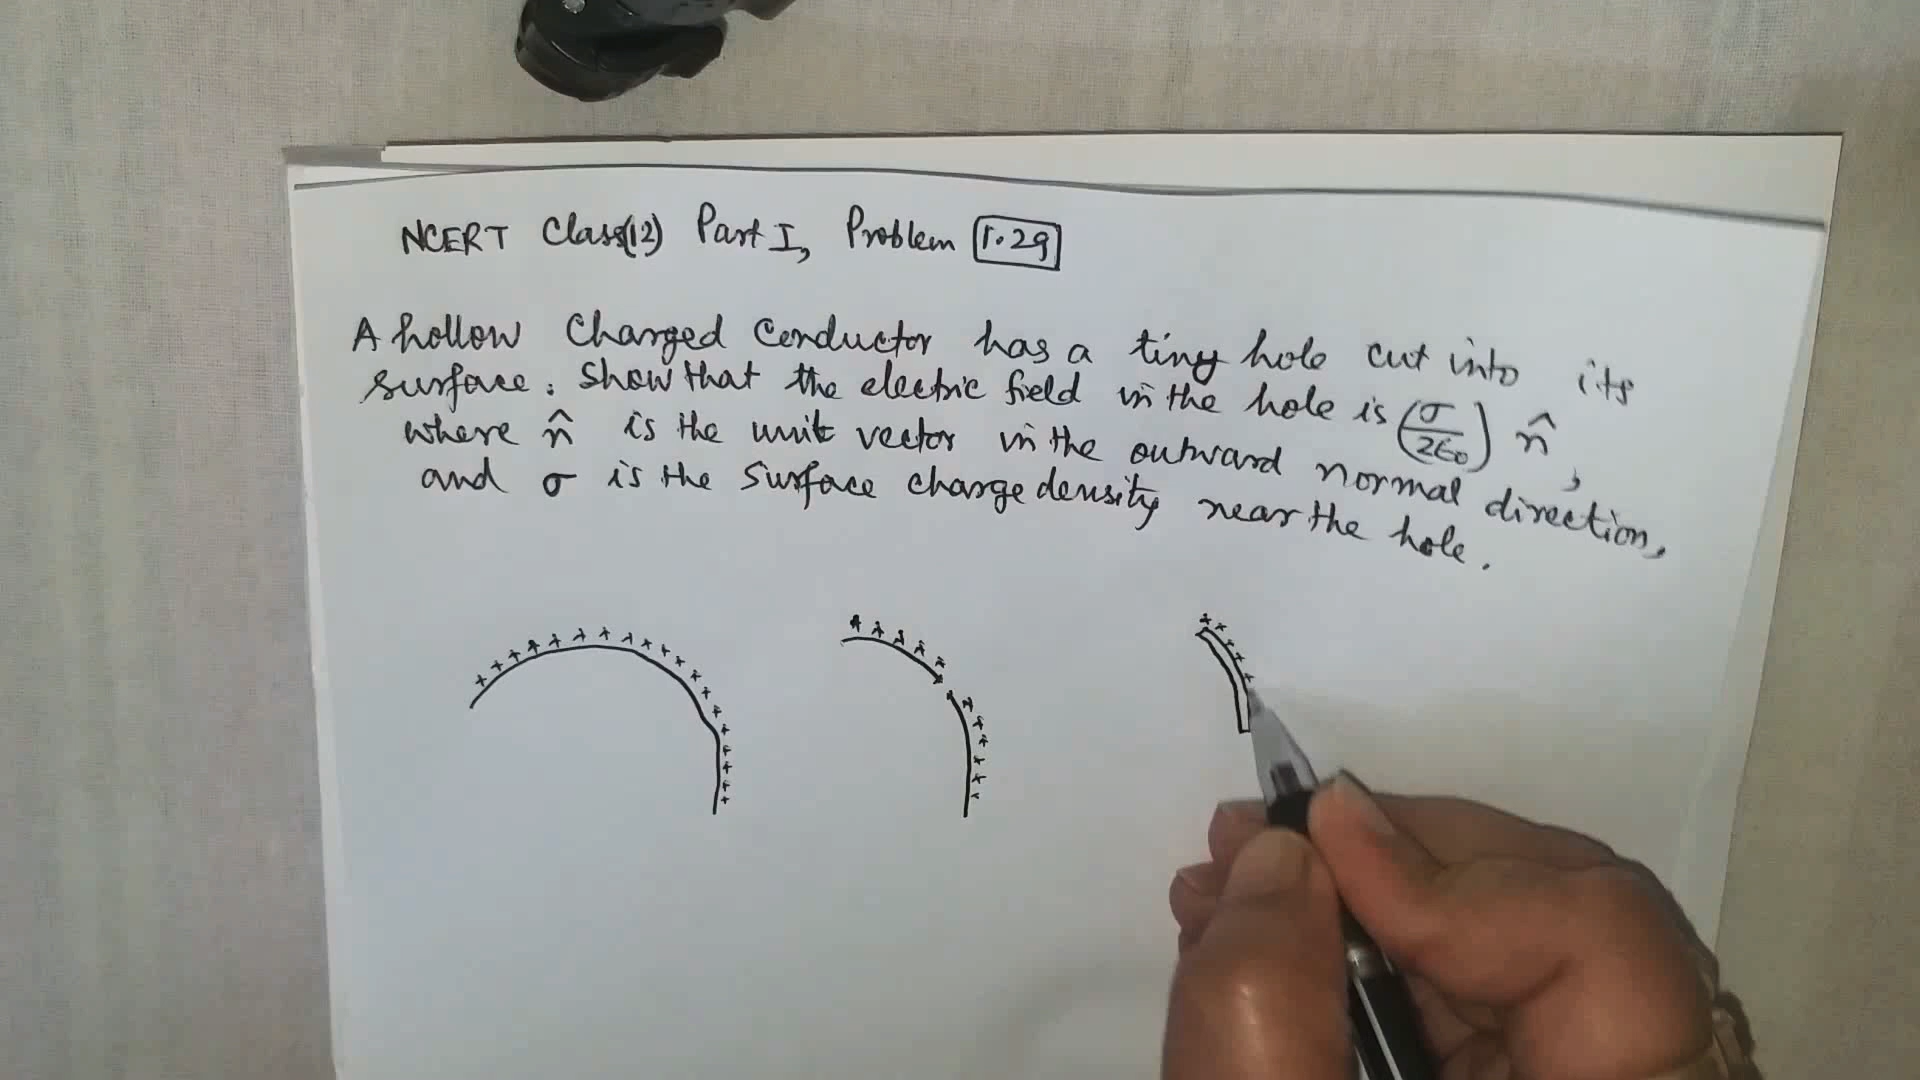 NCERT Class(12) Part I, Problem 1.29
A hollow Charged Conductor has a tiny hole cut into its
surface. Show that the electric field in the hole is (σ/2ε₀) n̂,
where n̂ is the unit vector in the outward normal direction,
and σ is the surface charge density near the hole.